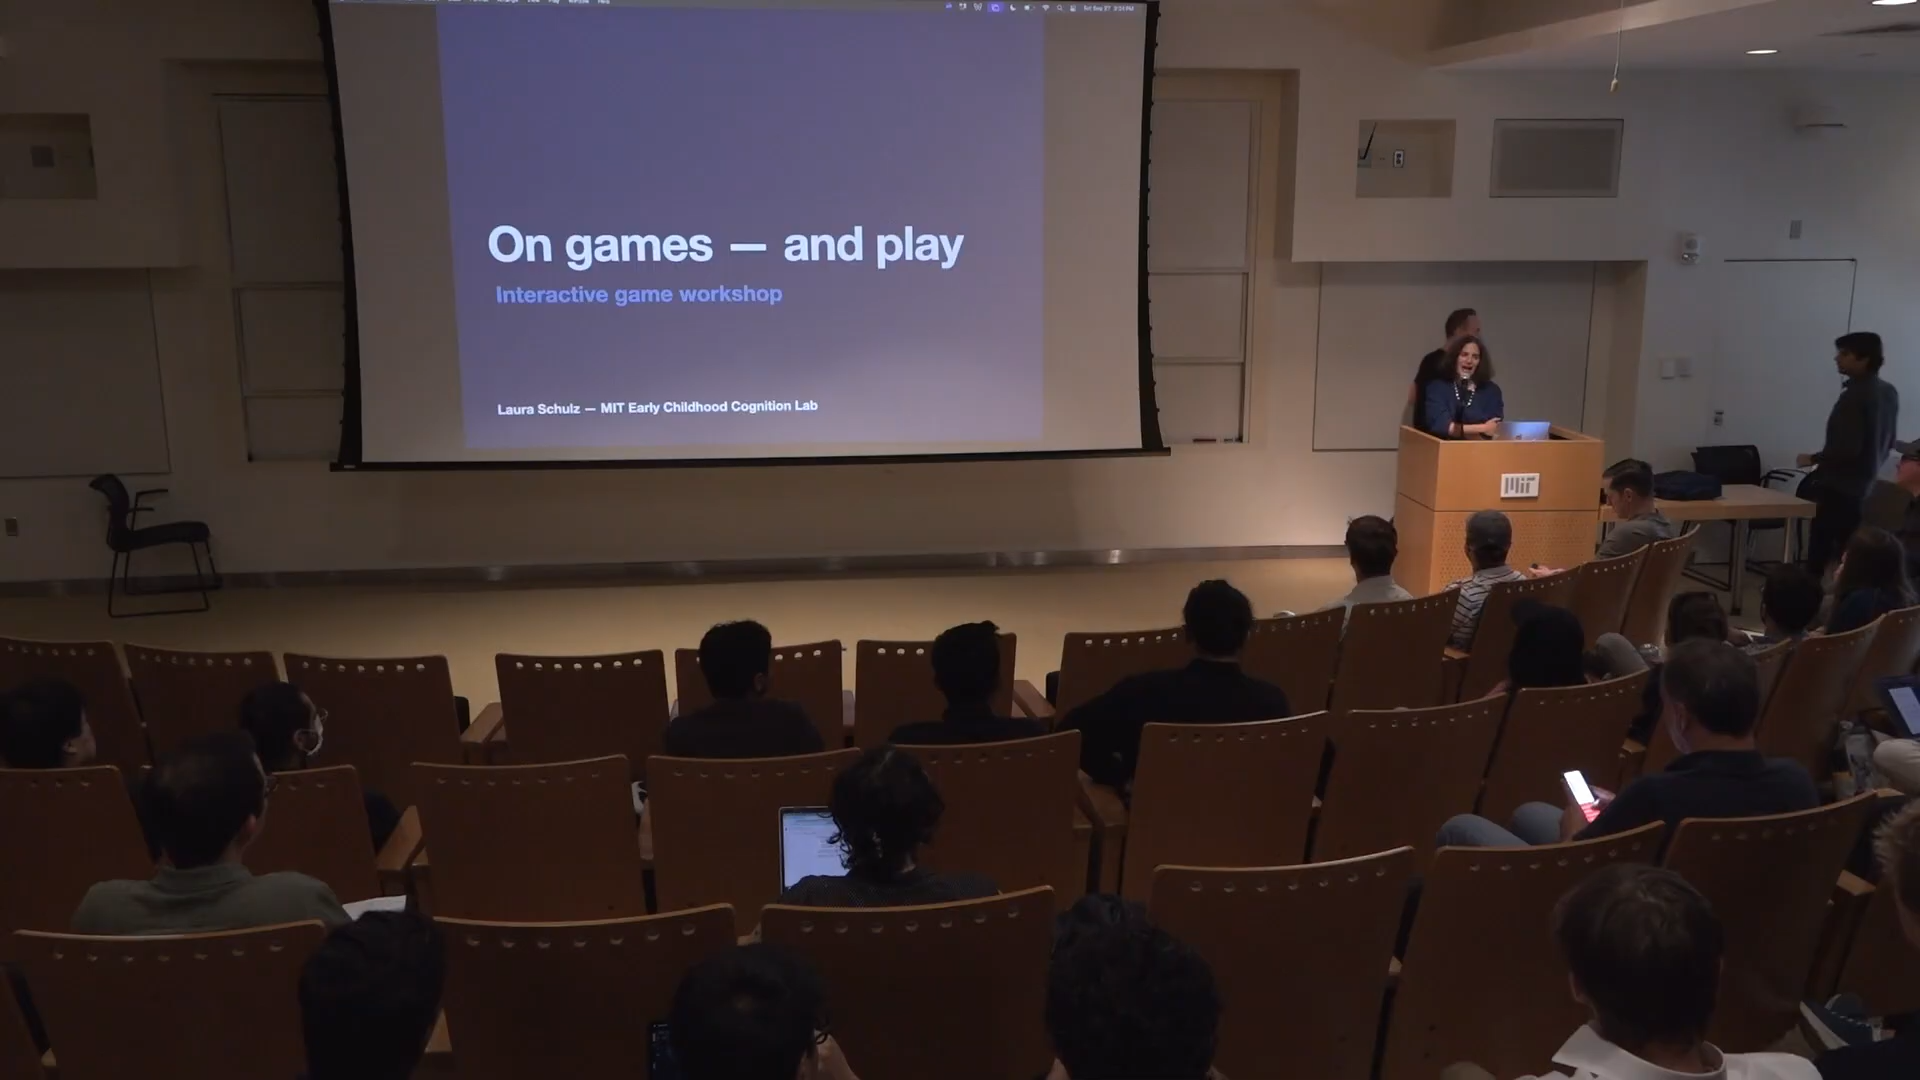 On games — and play
Interactive game workshop
Laura Schulz — MIT Early Childhood Cognition Lab
MIT